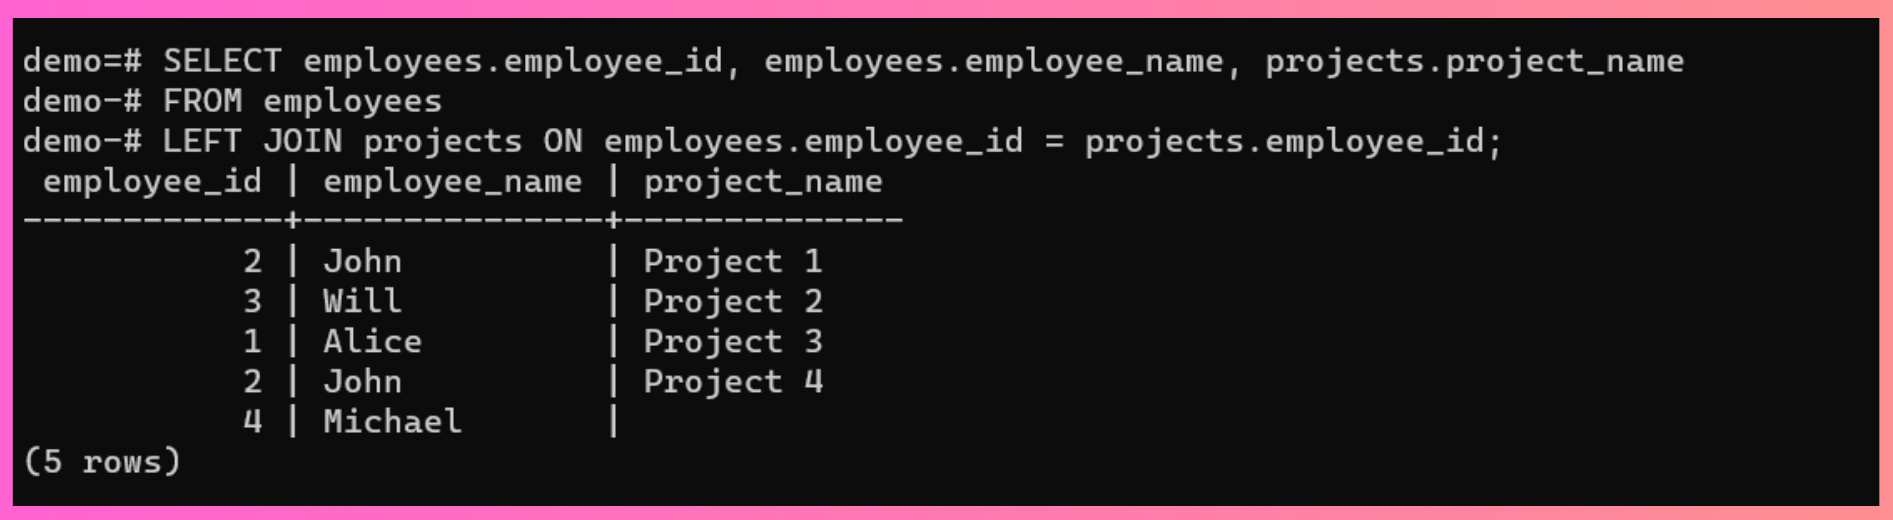 demo=# SELECT employees.employee_id, employees.employee_name, projects.project_name
demo-# FROM employees
demo-# LEFT JOIN projects ON employees.employee_id = projects.employee_id;
 employee_id | employee_name | project_name
-------------+---------------+--------------
           2 | John          | Project 1
           3 | Will          | Project 2
           1 | Alice         | Project 3
           2 | John          | Project 4
           4 | Michael       |
(5 rows)